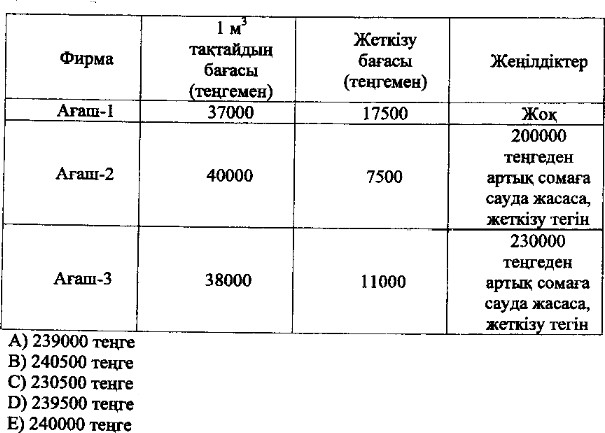 Фирма
1 м³
тақтайдың
бағасы
(теңгемен)
Жеткізу
бағасы
(теңгемен)
Жеңілдіктер
Ағаш-1
37000
17500
Жоқ
Ағаш-2
40000
7500
200000
теңгеден
артық сомаға
сауда жасаса,
жеткізу тегін
Ағаш-3
38000
11000
230000
теңгеден
артық сомаға
сауда жасаса,
жеткізу тегін
A) 239000 теңге
B) 240500 теңге
C) 230500 теңге
D) 239500 теңге
E) 240000 теңге